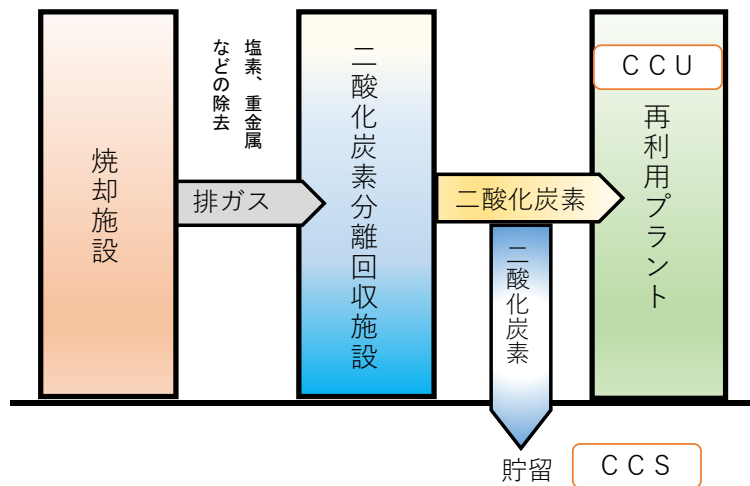 焼却施設
塩素、重金属
などの除去
排ガス
二酸化炭素分離回収施設
二酸化炭素
二酸化炭素
ＣＣＵ
再利用プラント
貯留
ＣＣＳ